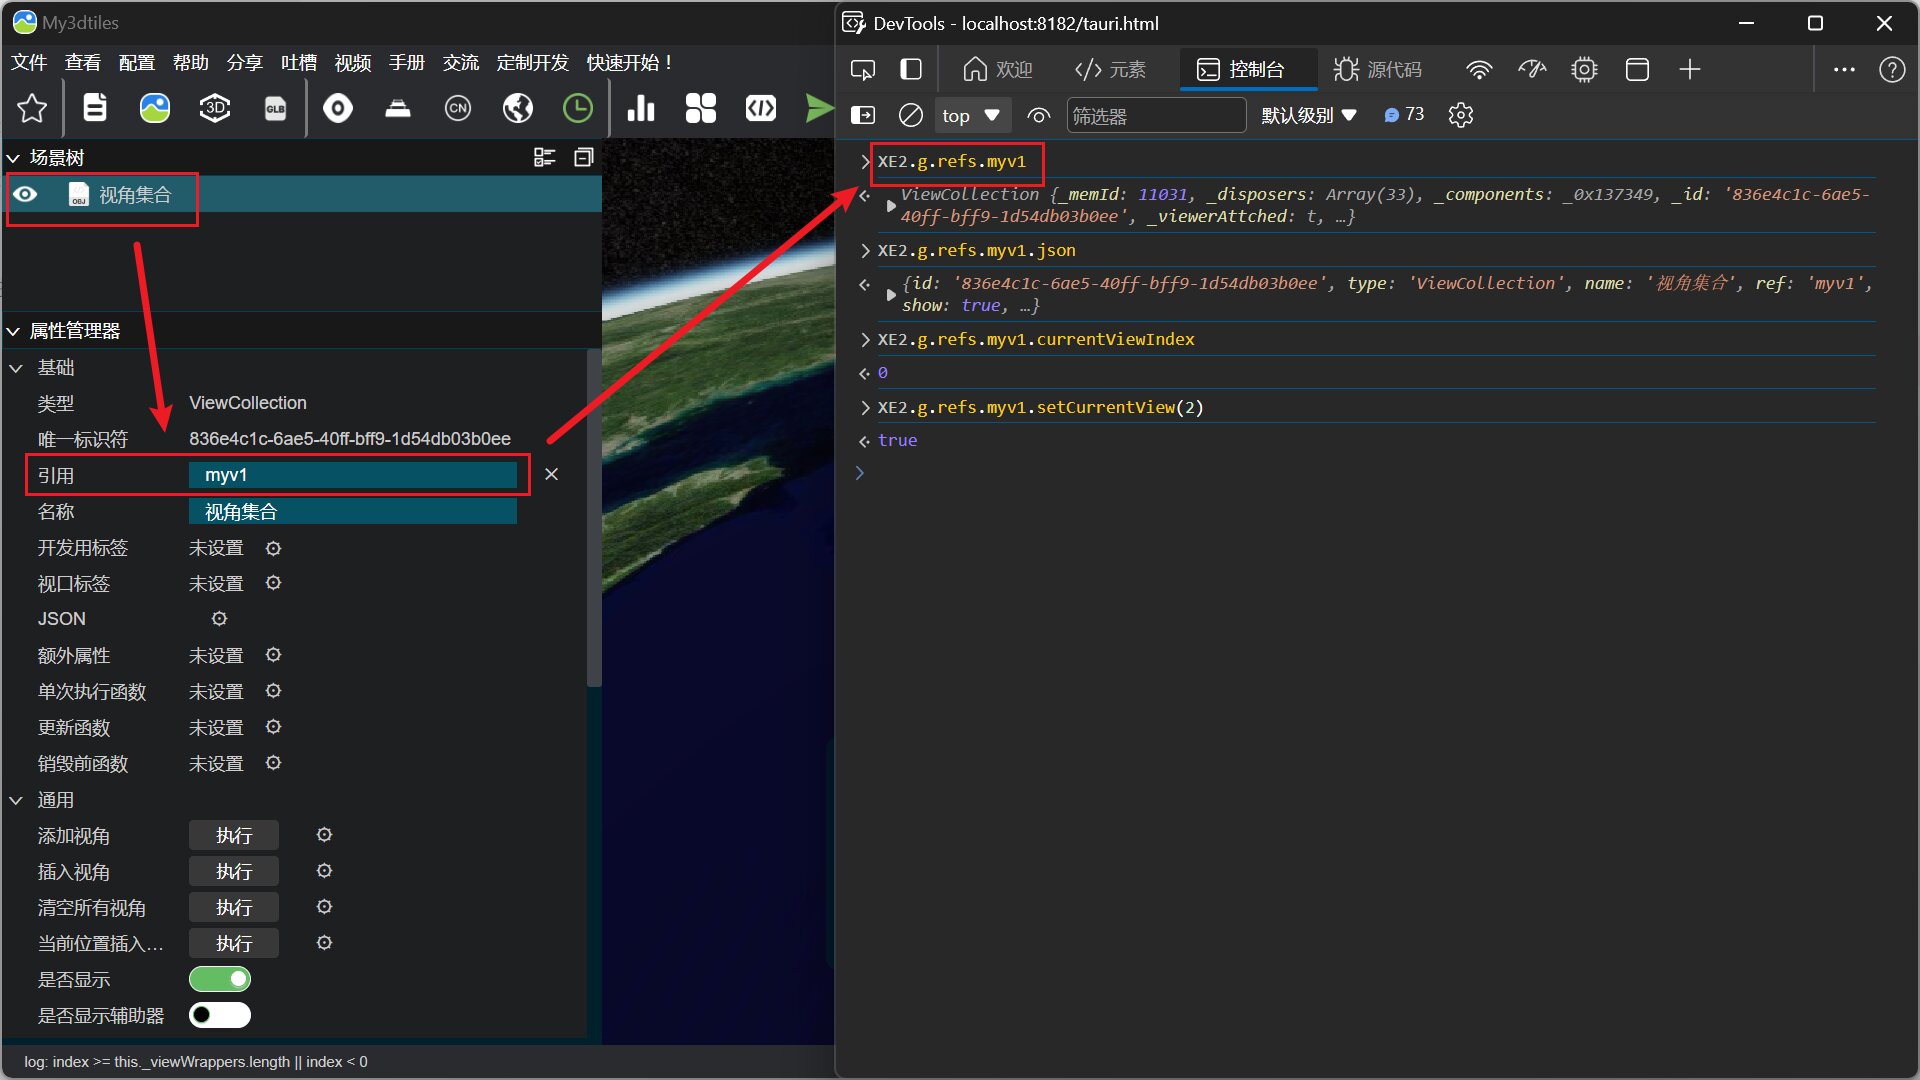 My3dtiles
文件 查看 配置 帮助 分享 吐槽 视频 手册 交流 定制开发 快速开始！
3D GLB CN
场景树
OBJ 视角集合
属性管理器
基础
类型 ViewCollection
唯一标识符 836e4c1c-6ae5-40ff-bff9-1d54db03b0ee
引用 myv1
名称 视角集合
开发用标签 未设置
视口标签 未设置
JSON
额外属性 未设置
单次执行函数 未设置
更新函数 未设置
销毁前函数 未设置
通用
添加视角 执行
插入视角 执行
清空所有视角 执行
当前位置插入... 执行
是否显示
是否显示辅助器
log: index >= this._viewWrappers.length || index < 0
DevTools - localhost:8182/tauri.html
欢迎 元素 控制台 源代码
top 筛选器 默认级别 73
XE2.g.refs.myv1
ViewCollection {_memId: 11031, _disposers: Array(33), _components: _0x137349, _id: '836e4c1c-6ae5-
40ff-bff9-1d54db03b0ee', _viewerAttched: t, …}
XE2.g.refs.myv1.json
{id: '836e4c1c-6ae5-40ff-bff9-1d54db03b0ee', type: 'ViewCollection', name: '视角集合', ref: 'myv1',
show: true, …}
XE2.g.refs.myv1.currentViewIndex
0
XE2.g.refs.myv1.setCurrentView(2)
true